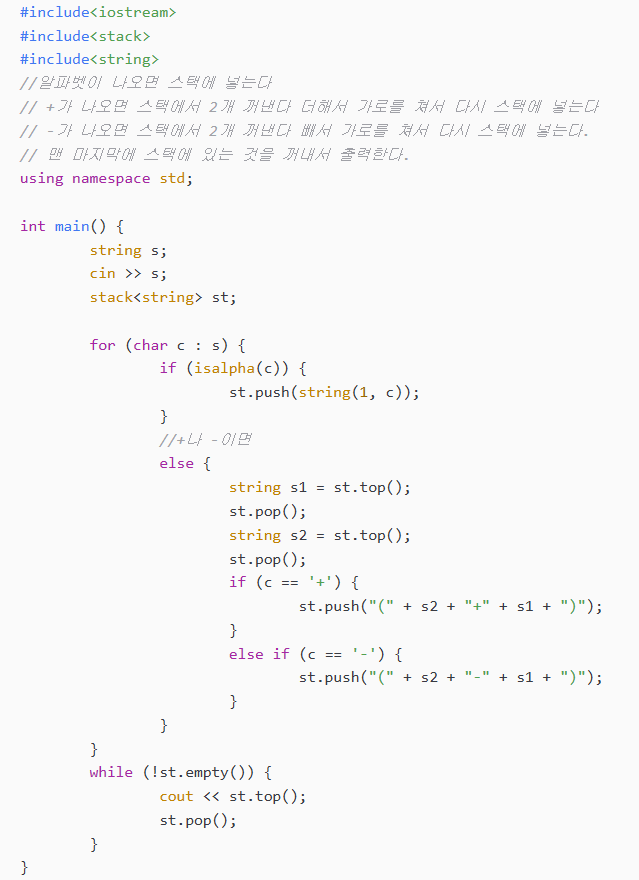 #include<iostream>
#include<stack>
#include<string>
//알파벳이 나오면 스택에 넣는다
// +가 나오면 스택에서 2개 꺼낸다 더해서 가로를 쳐서 다시 스택에 넣는다
// -가 나오면 스택에서 2개 꺼낸다 빼서 가로를 쳐서 다시 스택에 넣는다.
// 맨 마지막에 스택에 있는 것을 꺼내서 출력한다.
using namespace std;
int main() {
string s;
cin >> s;
stack<string> st;
for (char c : s) {
if (isalpha(c)) {
st.push(string(1, c));
}
//+나 -이면
else {
string s1 = st.top();
st.pop();
string s2 = st.top();
st.pop();
if (c == '+') {
st.push("(" + s2 + "+" + s1 + ")");
}
else if (c == '-') {
st.push("(" + s2 + "-" + s1 + ")");
}
}
}
while (!st.empty()) {
cout << st.top();
st.pop();
}
}